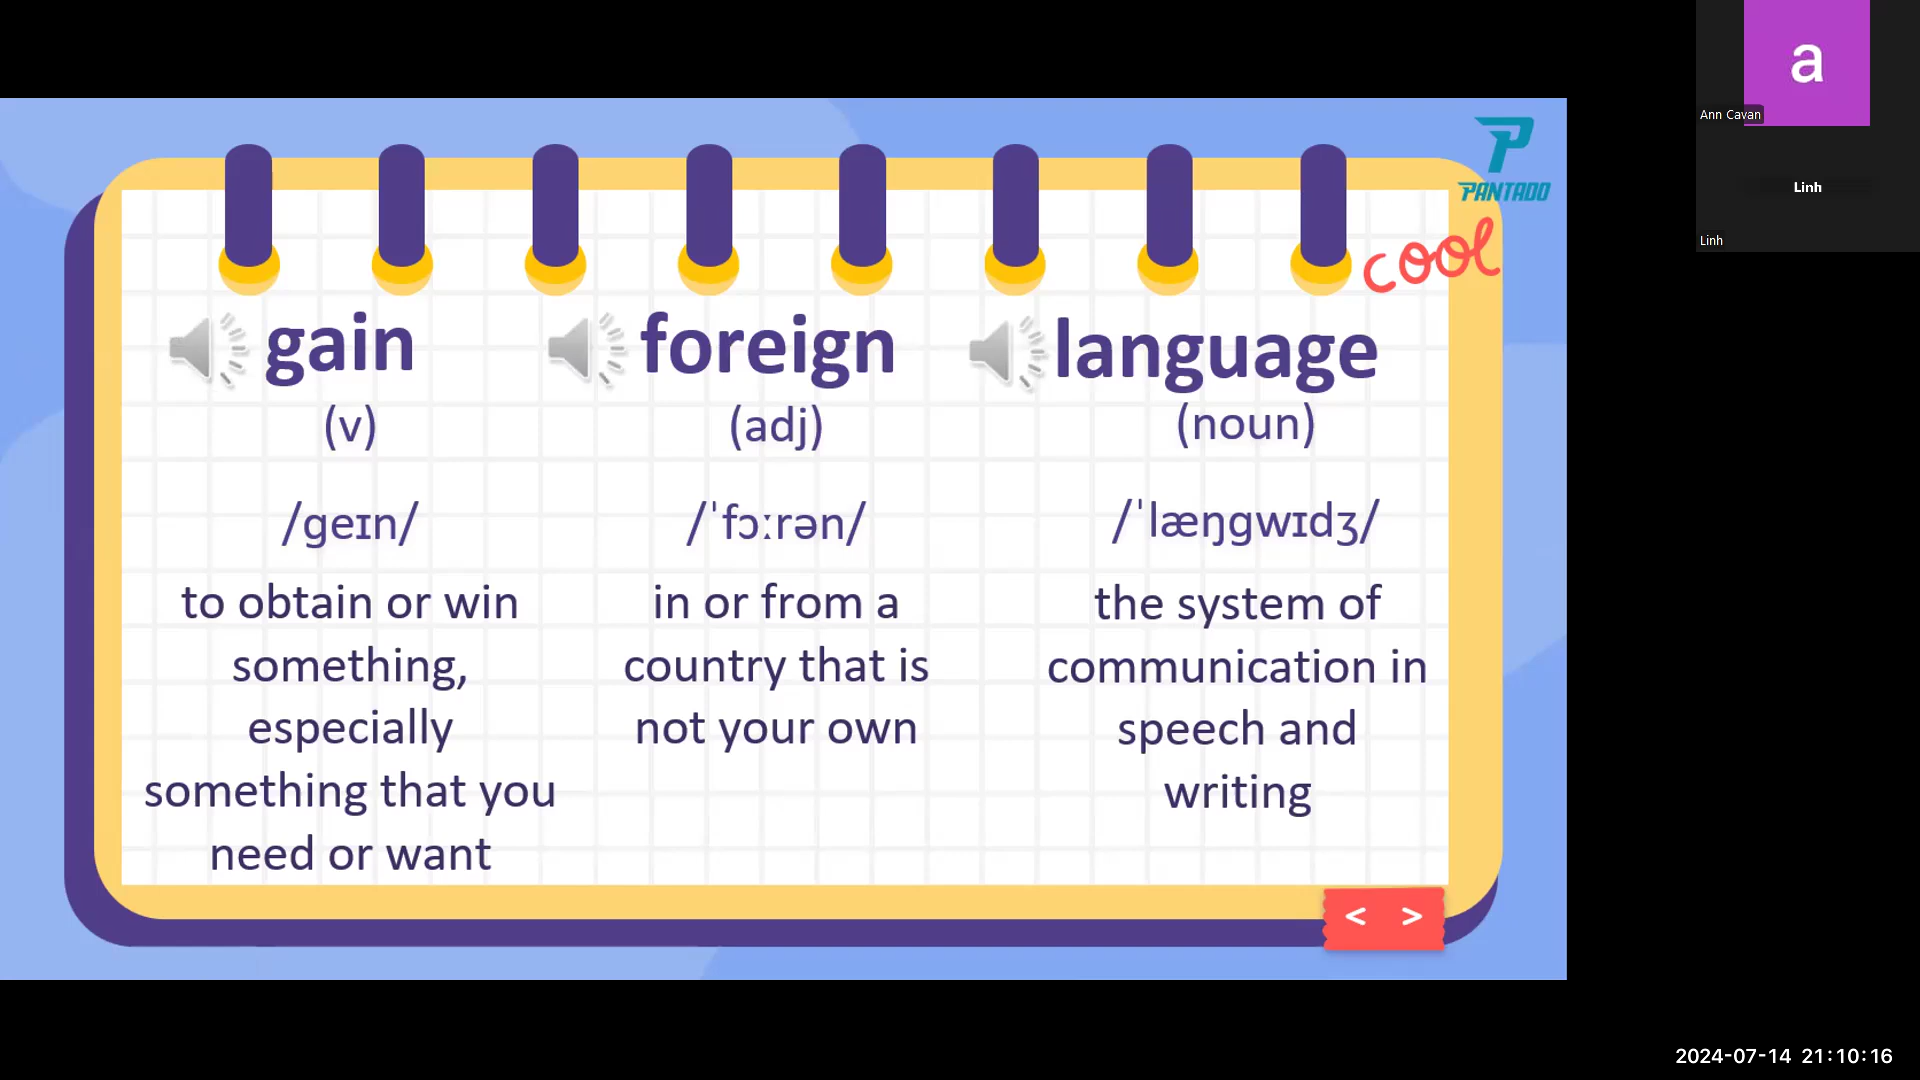 PANTADO
cool
gain
(v)
/ɡeɪn/
to obtain or win
something,
especially
something that you
need or want
foreign
(adj)
/ˈfɔːrən/
in or from a
country that is
not your own
language
(noun)
/ˈlæŋɡwɪdʒ/
the system of
communication in
speech and
writing
< >
a
Ann Cavan
Linh
Linh
2024-07-14 21:10:16